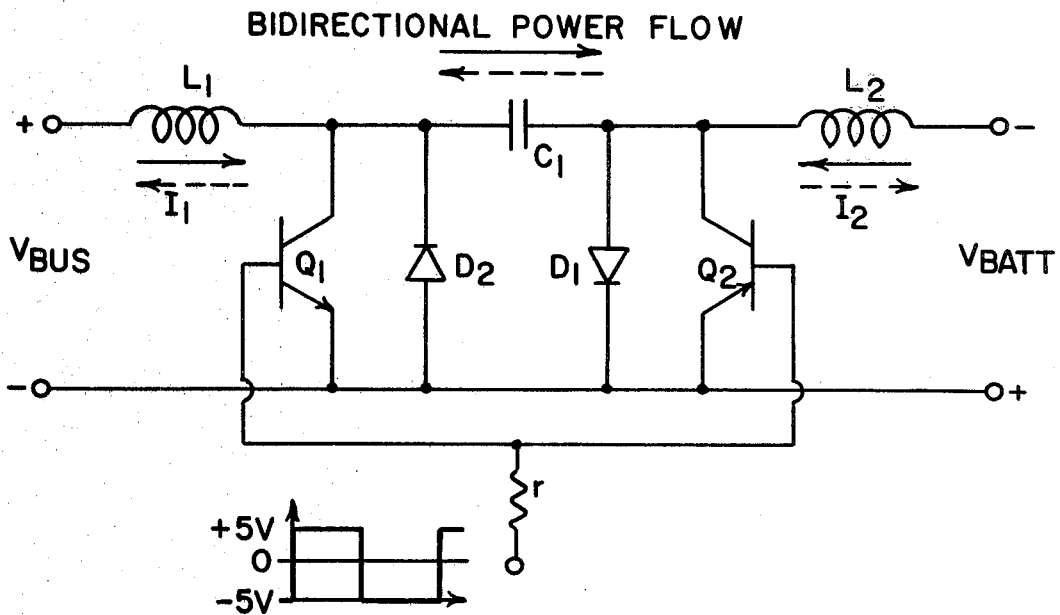 BIDIRECTIONAL POWER FLOW
L1
L2
+
C1
−
I1
I2
VBUS
Q1
D2
D1
Q2
VBATT
−
+
r
+5V
0
-5V